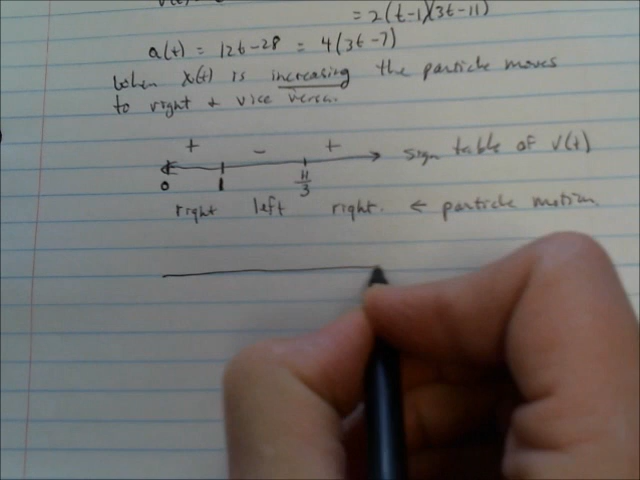 = 2(t-1)(3t-11)
a(t) = 12t-28 = 4(3t-7)
When x(t) is increasing the particle moves
to right & vice versa.
+ - +
sign table of v(t)
0 1 11/3
right left right. ← particle motion